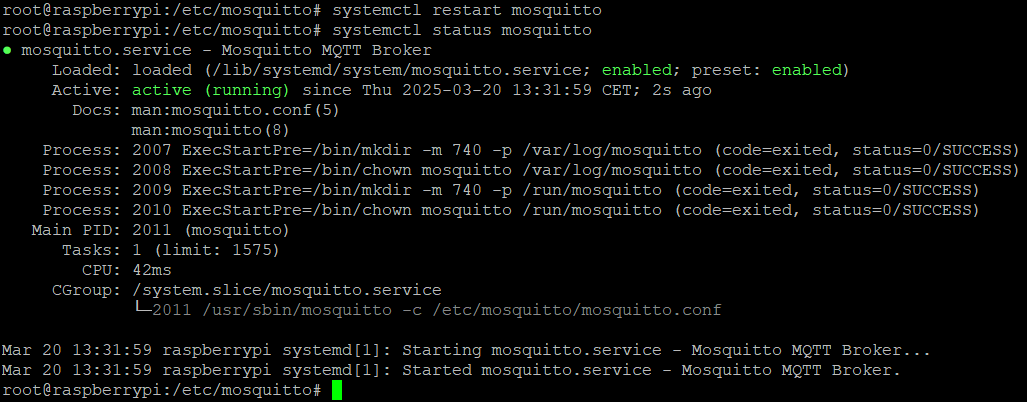 root@raspberrypi:/etc/mosquitto# systemctl restart mosquitto
root@raspberrypi:/etc/mosquitto# systemctl status mosquitto
● mosquitto.service - Mosquitto MQTT Broker
     Loaded: loaded (/lib/systemd/system/mosquitto.service; enabled; preset: enabled)
     Active: active (running) since Thu 2025-03-20 13:31:59 CET; 2s ago
       Docs: man:mosquitto.conf(5)
             man:mosquitto(8)
    Process: 2007 ExecStartPre=/bin/mkdir -m 740 -p /var/log/mosquitto (code=exited, status=0/SUCCESS)
    Process: 2008 ExecStartPre=/bin/chown mosquitto /var/log/mosquitto (code=exited, status=0/SUCCESS)
    Process: 2009 ExecStartPre=/bin/mkdir -m 740 -p /run/mosquitto (code=exited, status=0/SUCCESS)
    Process: 2010 ExecStartPre=/bin/chown mosquitto /run/mosquitto (code=exited, status=0/SUCCESS)
   Main PID: 2011 (mosquitto)
      Tasks: 1 (limit: 1575)
        CPU: 42ms
     CGroup: /system.slice/mosquitto.service
             └─2011 /usr/sbin/mosquitto -c /etc/mosquitto/mosquitto.conf

Mar 20 13:31:59 raspberrypi systemd[1]: Starting mosquitto.service - Mosquitto MQTT Broker...
Mar 20 13:31:59 raspberrypi systemd[1]: Started mosquitto.service - Mosquitto MQTT Broker.
root@raspberrypi:/etc/mosquitto#